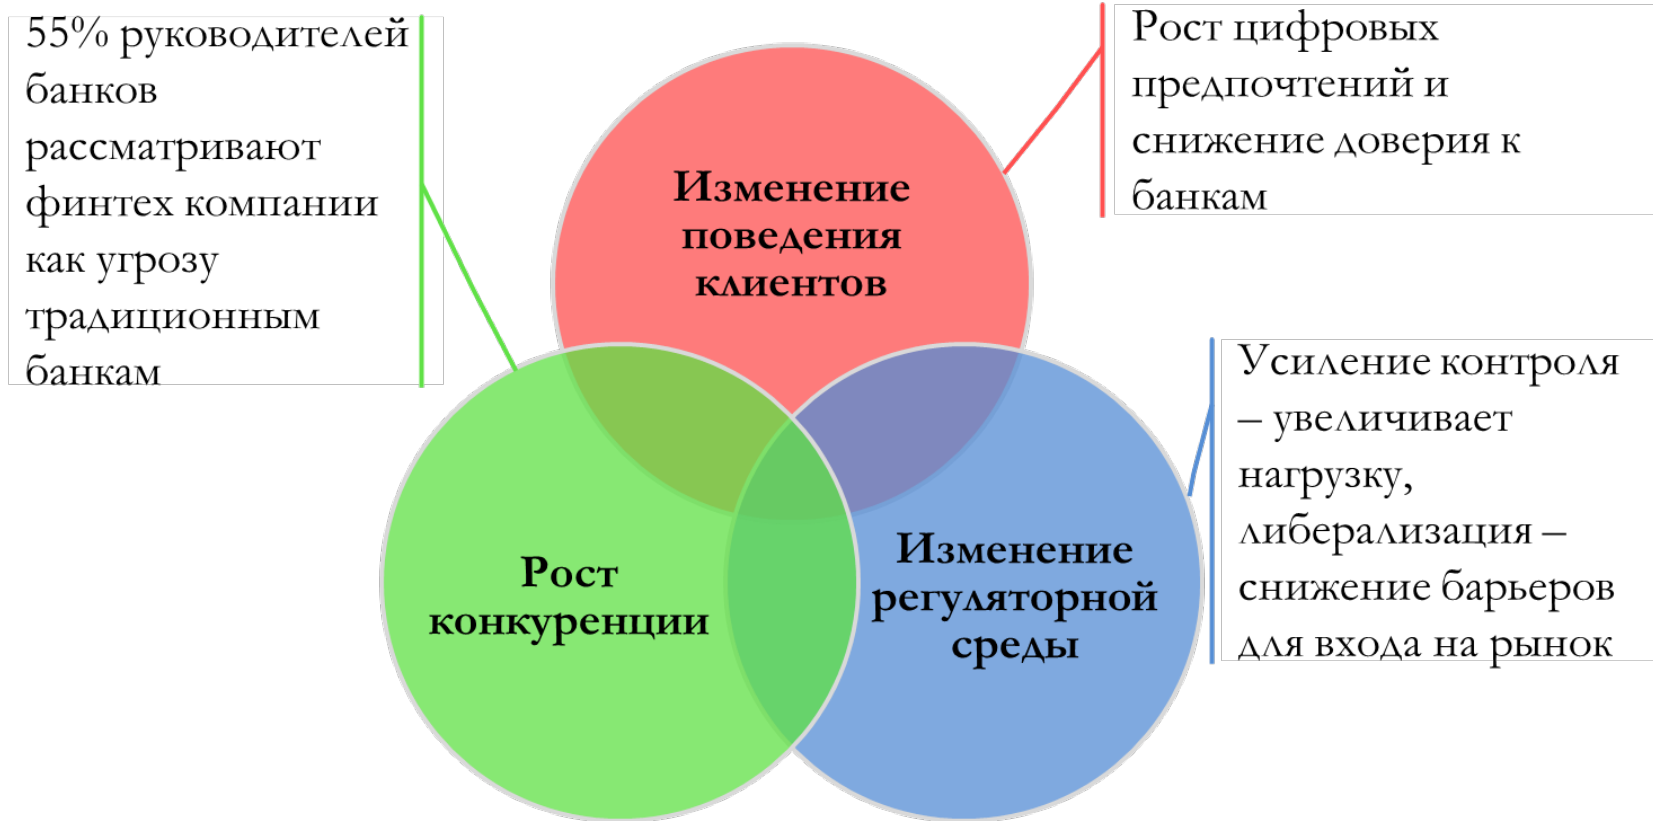 55% руководителей
банков
рассматривают
финтех компании
как угрозу
традиционным
банкам
Изменение
поведения
клиентов
Рост цифровых
предпочтений и
снижение доверия к
банкам
Рост
конкуренции
Изменение
регуляторной
среды
Усиление контроля
– увеличивает
нагрузку,
либерализация –
снижение барьеров
для входа на рынок